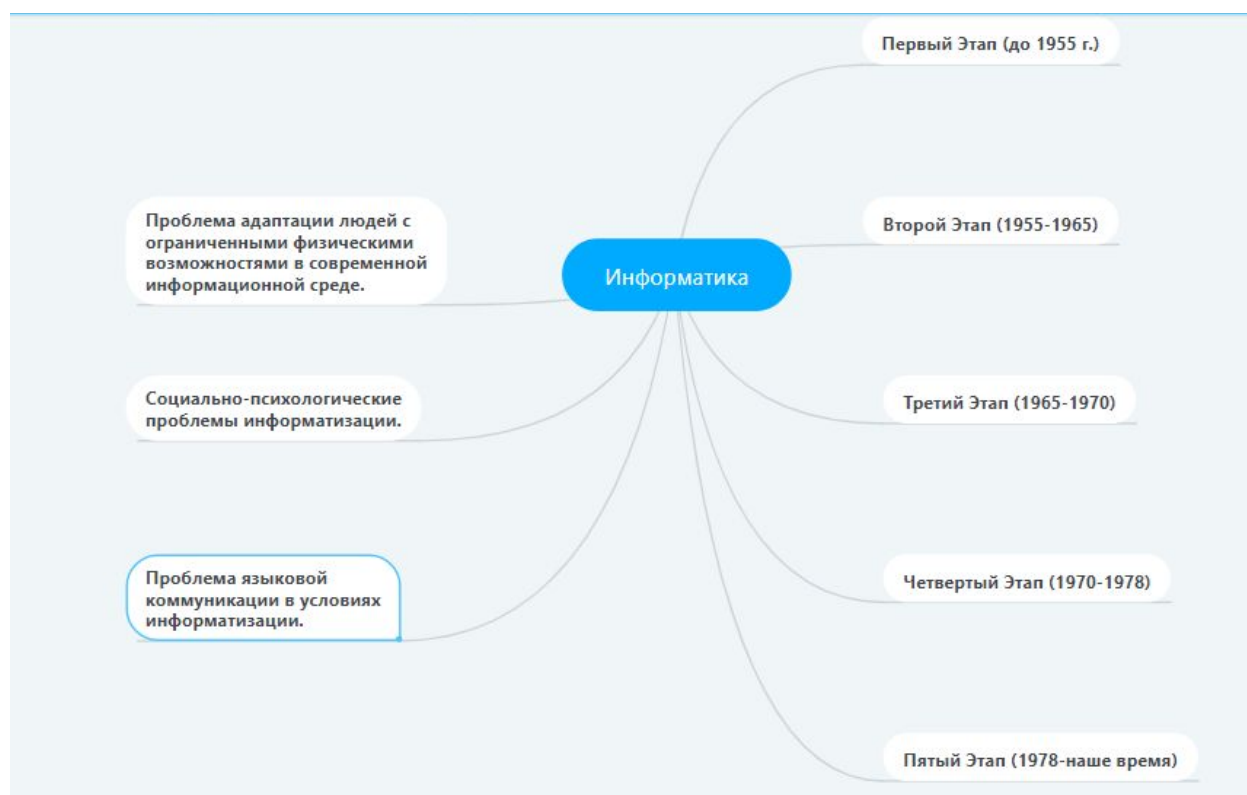 Первый Этап (до 1955 г.)
Проблема адаптации людей с
ограниченными физическими
возможностями в современной
информационной среде.
Второй Этап (1955-1965)
Информатика
Социально-психологические
проблемы информатизации.
Третий Этап (1965-1970)
Проблема языковой
коммуникации в условиях
информатизации.
Четвертый Этап (1970-1978)
Пятый Этап (1978-наше время)